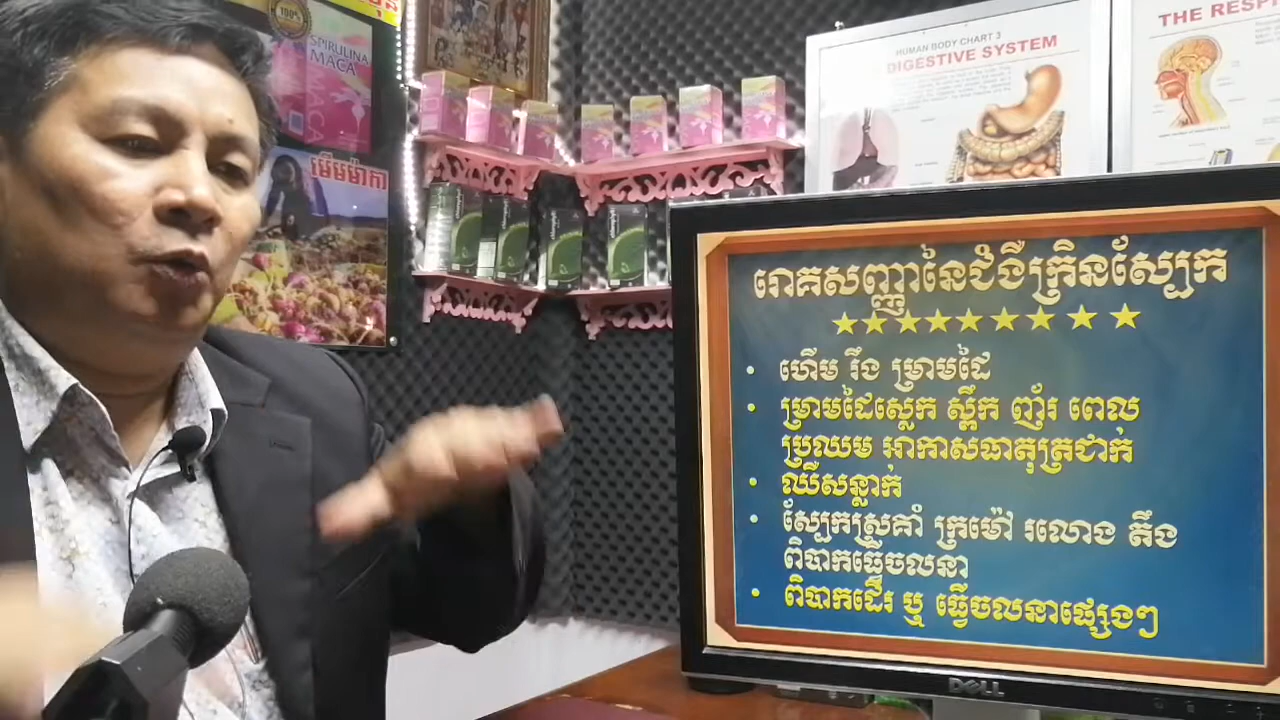 100%
SPIRULINA
MACA
MACA
មើមម៉ាកា
HUMAN BODY CHART 3
DIGESTIVE SYSTEM
THE RESPI
រោគសញ្ញានៃជំងឺក្រិនស្បែក
ហើម រឹង ម្រាមដៃ
ម្រាមដៃស្លេក ស្ពឹក ញ័រ ពេល
ប្រឈម អាកាសធាតុត្រជាក់
ឈឺសន្លាក់
ស្បែកស្រគាំ ក្រម៉ៅ រលោង តឹង
ពិបាកធ្វើចលនា
ពិបាកដើរ ឬ ធ្វើចលនាផ្សេងៗ
DELL